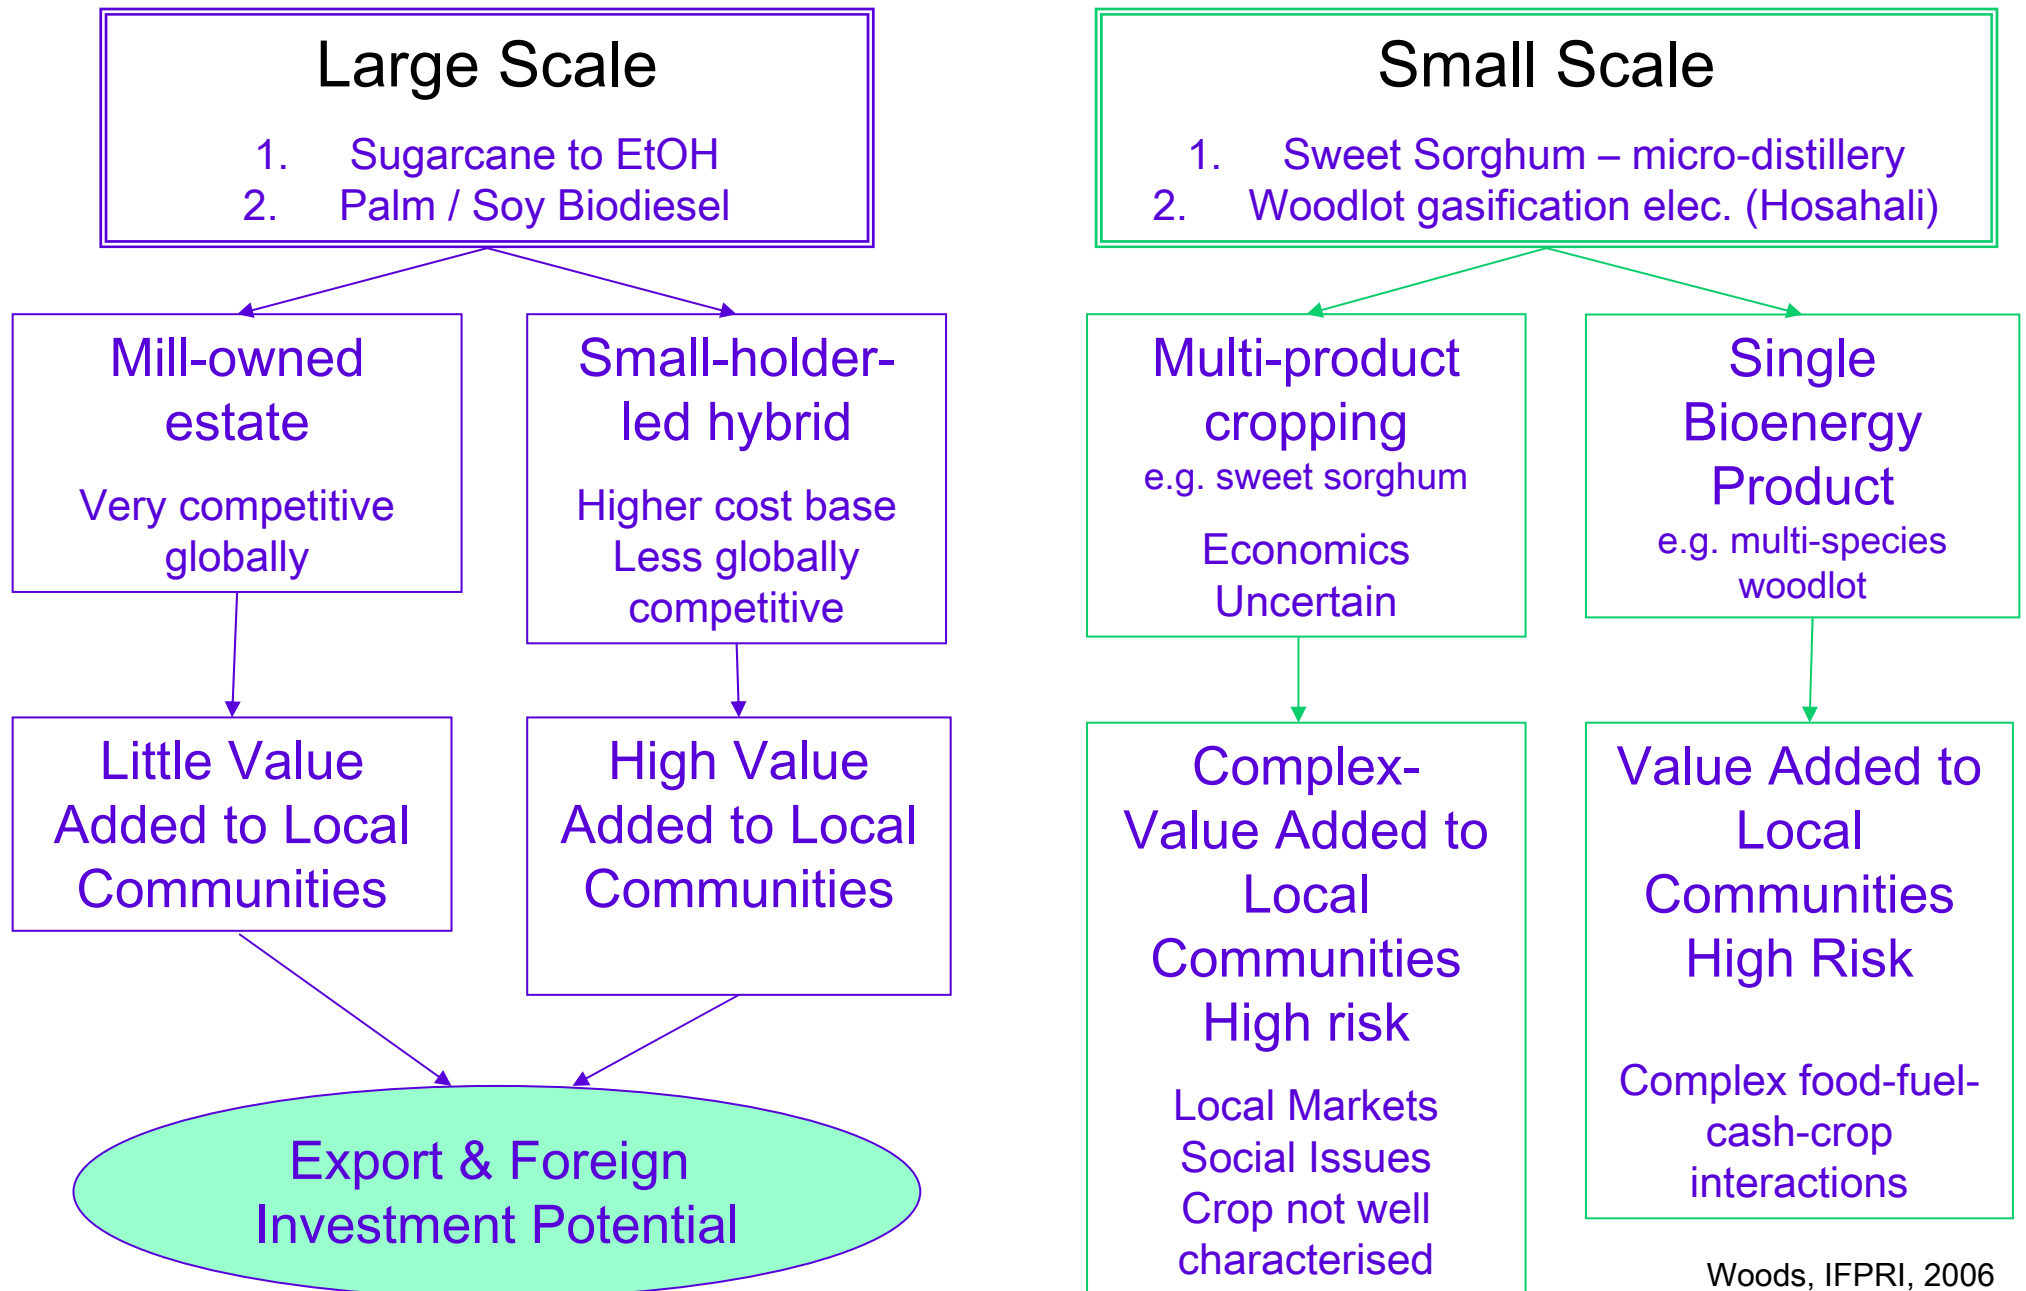 Large Scale
1. Sugarcane to EtOH
2. Palm / Soy Biodiesel
Small Scale
1. Sweet Sorghum – micro-distillery
2. Woodlot gasification elec. (Hosahali)
Mill-owned
estate
Very competitive
globally
Small-holder-
led hybrid
Higher cost base
Less globally
competitive
Multi-product
cropping
e.g. sweet sorghum
Economics
Uncertain
Single
Bioenergy
Product
e.g. multi-species
woodlot
Little Value
Added to Local
Communities
High Value
Added to Local
Communities
Complex-
Value Added to
Local
Communities
High risk
Local Markets
Social Issues
Crop not well
characterised
Value Added to
Local
Communities
High Risk
Complex food-fuel-
cash-crop
interactions
Export & Foreign
Investment Potential
Woods, IFPRI, 2006